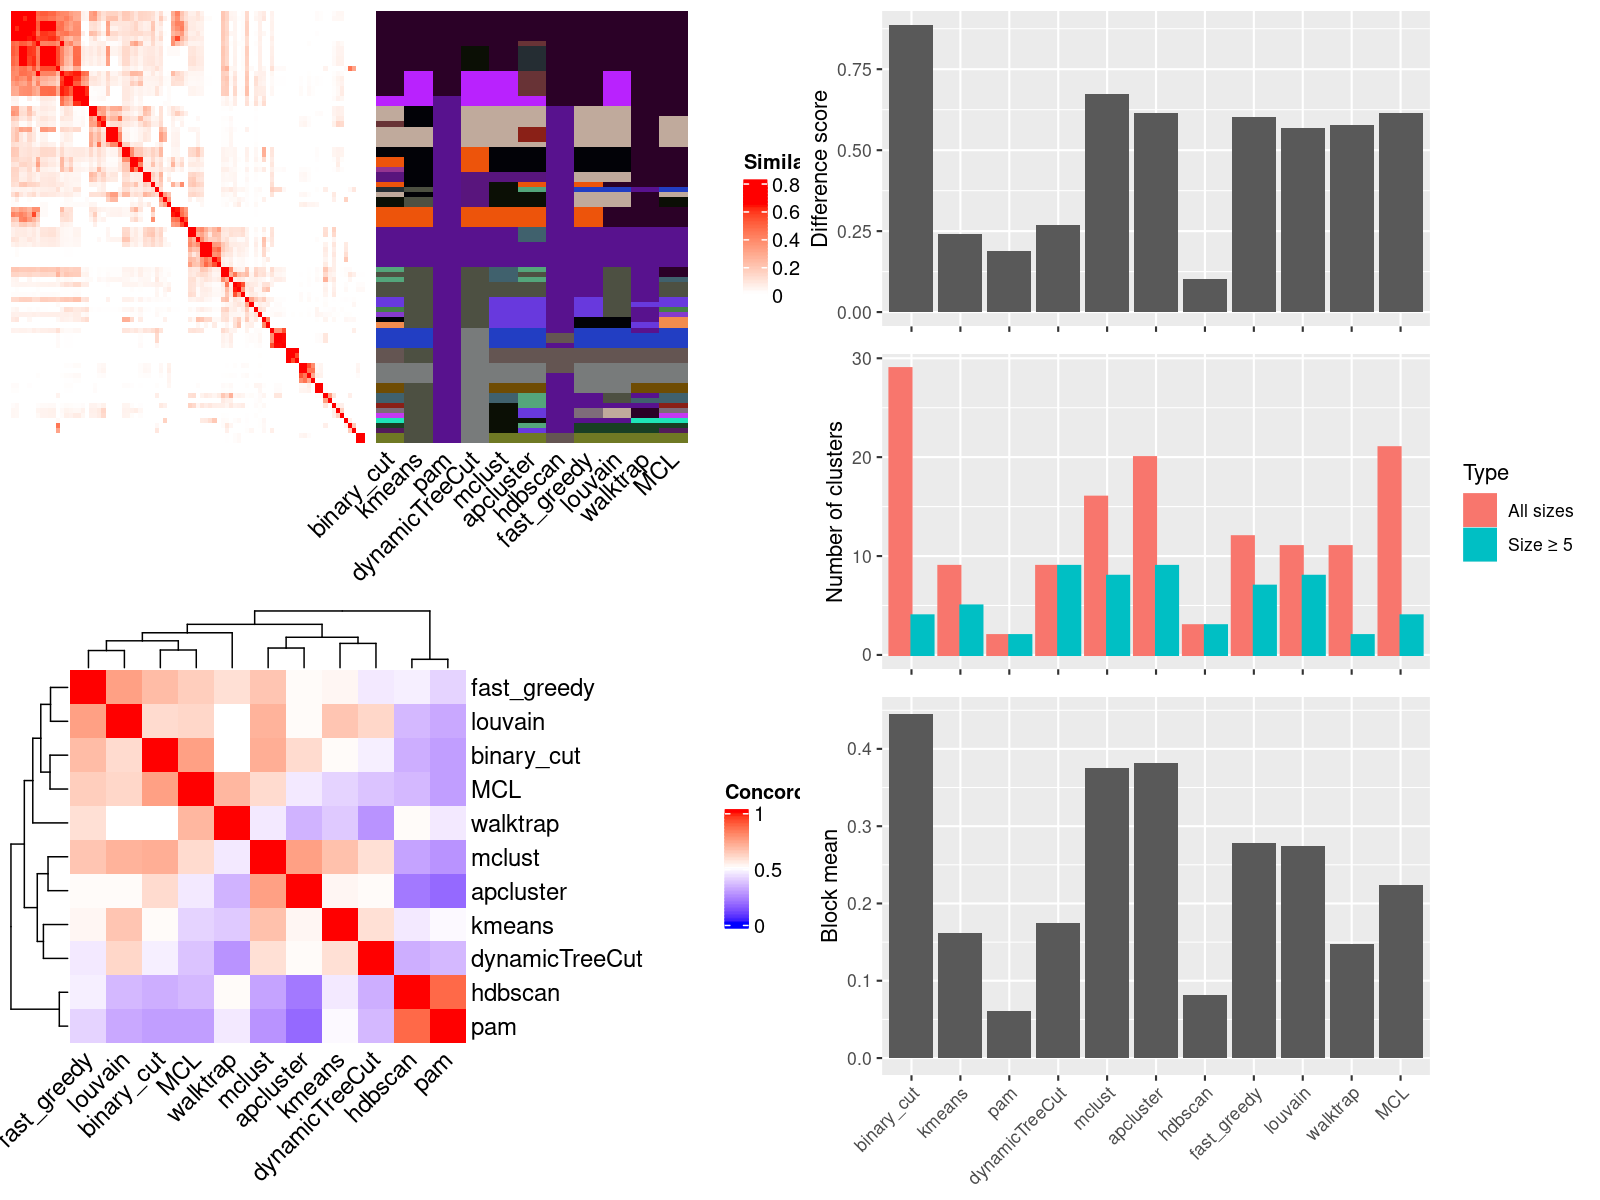 Simila
0.8
0.6
0.4
0.2
0
binary_cut
kmeans
pam
dynamicTreeCut
mclust
apcluster
hdbscan
fast_greedy
louvain
walktrap
MCL
fast_greedy
louvain
binary_cut
MCL
walktrap
mclust
apcluster
kmeans
dynamicTreeCut
hdbscan
pam
fast_greedy
louvain
binary_cut
MCL
walktrap
mclust
apcluster
kmeans
dynamicTreeCut
hdbscan
pam
Concord
1
0.5
0
Difference score
0.75
0.50
0.25
0.00
Number of clusters
30
20
10
0
Type
All sizes
Size ≥ 5
Block mean
0.4
0.3
0.2
0.1
0.0
binary_cut
kmeans
pam
dynamicTreeCut
mclust
apcluster
hdbscan
fast_greedy
louvain
walktrap
MCL